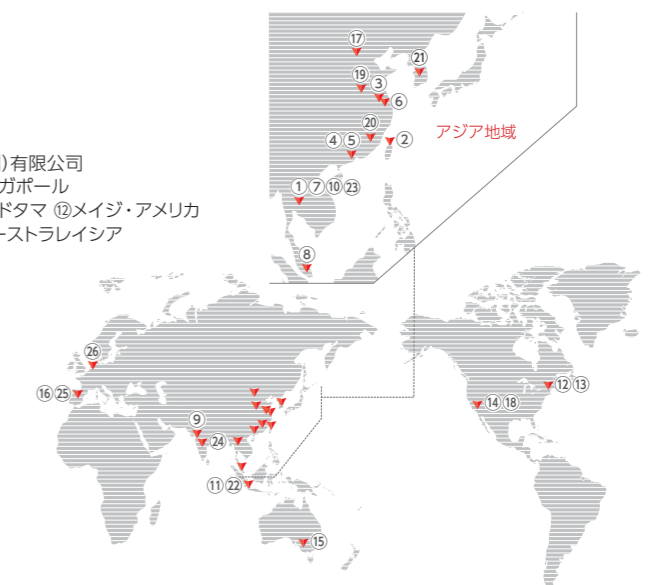 ⑰
㉑
⑲
③
⑥
⑳
④ ⑤
②
アジア地域
)有限公司
ガポール
ドタマ ⑫メイジ・アメリカ
ーストラレイシア
① ⑦ ⑩ ㉓
⑧
㉖
⑯ ㉕
⑫ ⑬
⑭ ⑱
⑨
㉔
⑪ ㉒
⑮